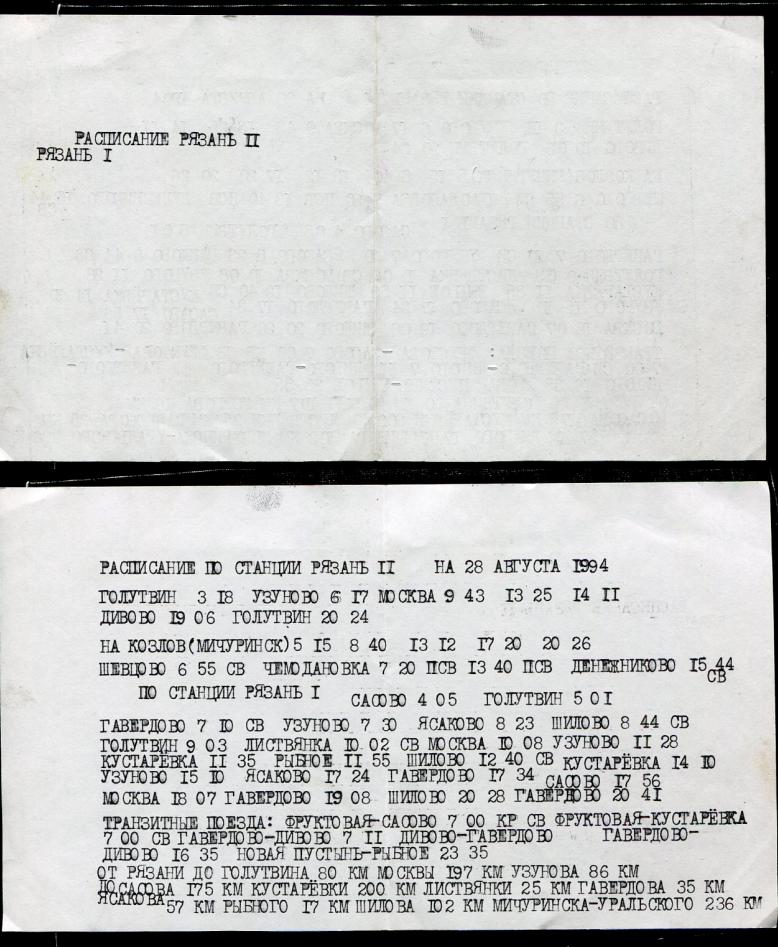 РАСПИСАНИЕ РЯЗАНЬ II
РЯЗАНЬ I
РАСПИСАНИЕ ПО СТАНЦИИ РЯЗАНЬ II НА 28 АВГУСТА 1994
ГОЛУТВИН 3 18 УЗУНОВО 6 17 МОСКВА 9 43 13 25 14 11
ДИВОВО 19 06 ГОЛУТВИН 20 24
НА КОЗЛОВ(МИЧУРИНСК)5 15 8 40 13 12 17 20 20 26
ШЕВЦОВО 6 55 СВ ЧЕМОДАНОВКА 7 20 ПСВ 13 40 ПСВ ДЕНЕЖНИКОВО 15 44 СВ
ПО СТАНЦИИ РЯЗАНЬ I САСОВО 4 05 ГОЛУТВИН 5 01
ГАВЕРДОВО 7 10 СВ УЗУНОВО 7 30 ЯСАКОВО 8 23 ШИЛОВО 8 44 СВ
ГОЛУТВИН 9 03 ЛИСТВЯНКА 10 02 СВ МОСКВА 10 08 УЗУНОВО 11 28
КУСТАРЁВКА 11 35 РЫБНОЕ 11 55 ШИЛОВО 12 40 СВ КУСТАРЁВКА 14 10
УЗУНОВО 15 10 ЯСАКОВО 17 24 ГАВЕРДОВО 17 34 САСОВО 17 56
МОСКВА 18 07 ГАВЕРДОВО 19 08 ШИЛОВО 20 28 ГАВЕРДОВО 20 41
ТРАНЗИТНЫЕ ПОЕЗДА: ФРУКТОВАЯ-САСОВО 7 00 КР СВ ФРУКТОВАЯ-КУСТАРЁВКА
7 00 СВ ГАВЕРДОВО-ДИВОВО 7 11 ДИВОВО-ГАВЕРДОВО ГАВЕРДОВО-
ДИВОВО 16 35 НОВАЯ ПУСТЫНЬ-РЫБНОЕ 23 35
ОТ РЯЗАНИ ДО ГОЛУТВИНА 80 КМ МОСКВЫ 197 КМ УЗУНОВА 86 КМ
ДО САСОВА 175 КМ КУСТАРЁВКИ 200 КМ ЛИСТВЯНКИ 25 КМ ГАВЕРДОВА 35 КМ
ЯСАКОВА 57 КМ РЫБНОГО 17 КМ ШИЛОВА 102 КМ МИЧУРИНСКА-УРАЛЬСКОГО 236 КМ